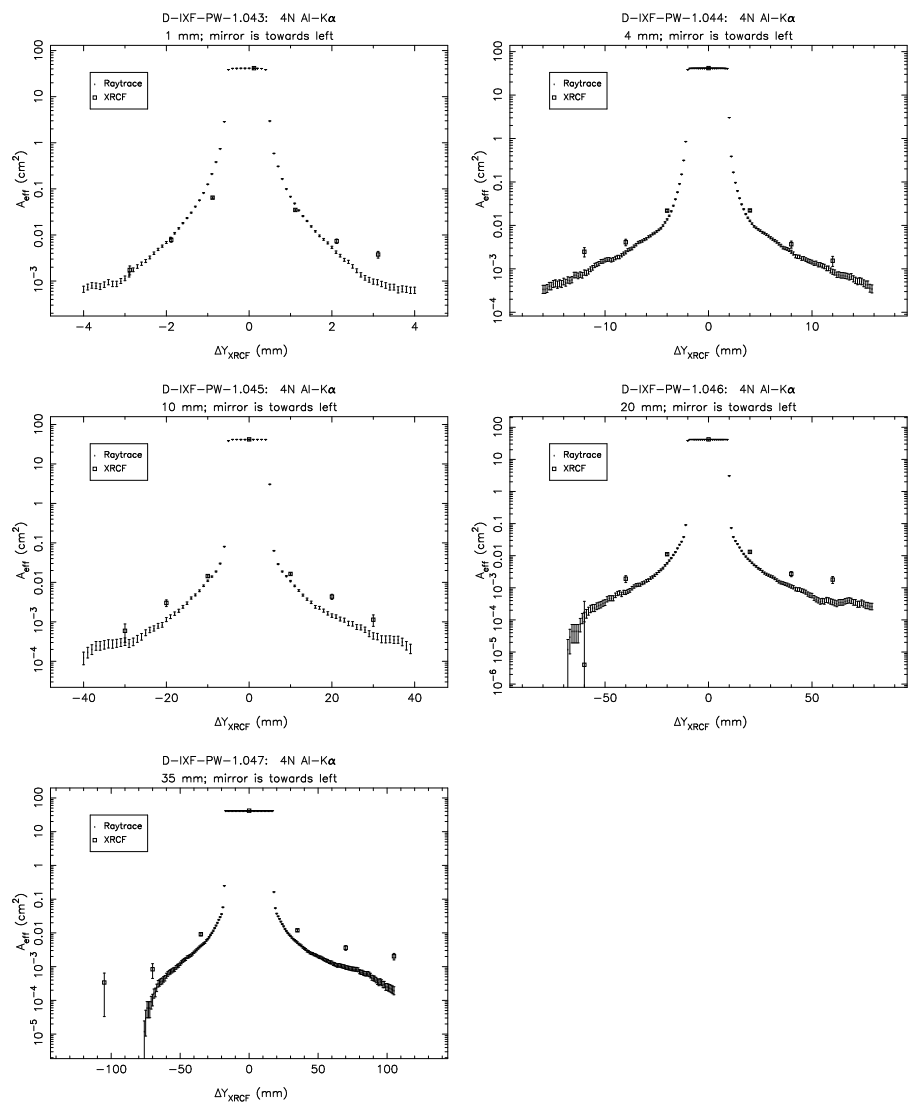 D-IXF-PW-1.043: 4N Al-Kα
1 mm; mirror is towards left
100
10
1
0.1
0.01
10⁻³
A_eff (cm²)
Raytrace
XRCF
−4 −2 0 2 4
ΔY_XRCF (mm)
D-IXF-PW-1.044: 4N Al-Kα
4 mm; mirror is towards left
100
10
1
0.1
0.01
10⁻³
10⁻⁴
A_eff (cm²)
Raytrace
XRCF
−10 0 10
ΔY_XRCF (mm)
D-IXF-PW-1.045: 4N Al-Kα
10 mm; mirror is towards left
100
10
1
0.1
0.01
10⁻³
10⁻⁴
A_eff (cm²)
Raytrace
XRCF
−40 −20 0 20 40
ΔY_XRCF (mm)
D-IXF-PW-1.046: 4N Al-Kα
20 mm; mirror is towards left
100
10
1
0.1
0.01
10⁻³
10⁻⁴
10⁻⁵
10⁻⁶
A_eff (cm²)
Raytrace
XRCF
−50 0 50
ΔY_XRCF (mm)
D-IXF-PW-1.047: 4N Al-Kα
35 mm; mirror is towards left
100
10
1
0.1
0.01
10⁻³
10⁻⁴
10⁻⁵
A_eff (cm²)
Raytrace
XRCF
−100 −50 0 50 100
ΔY_XRCF (mm)